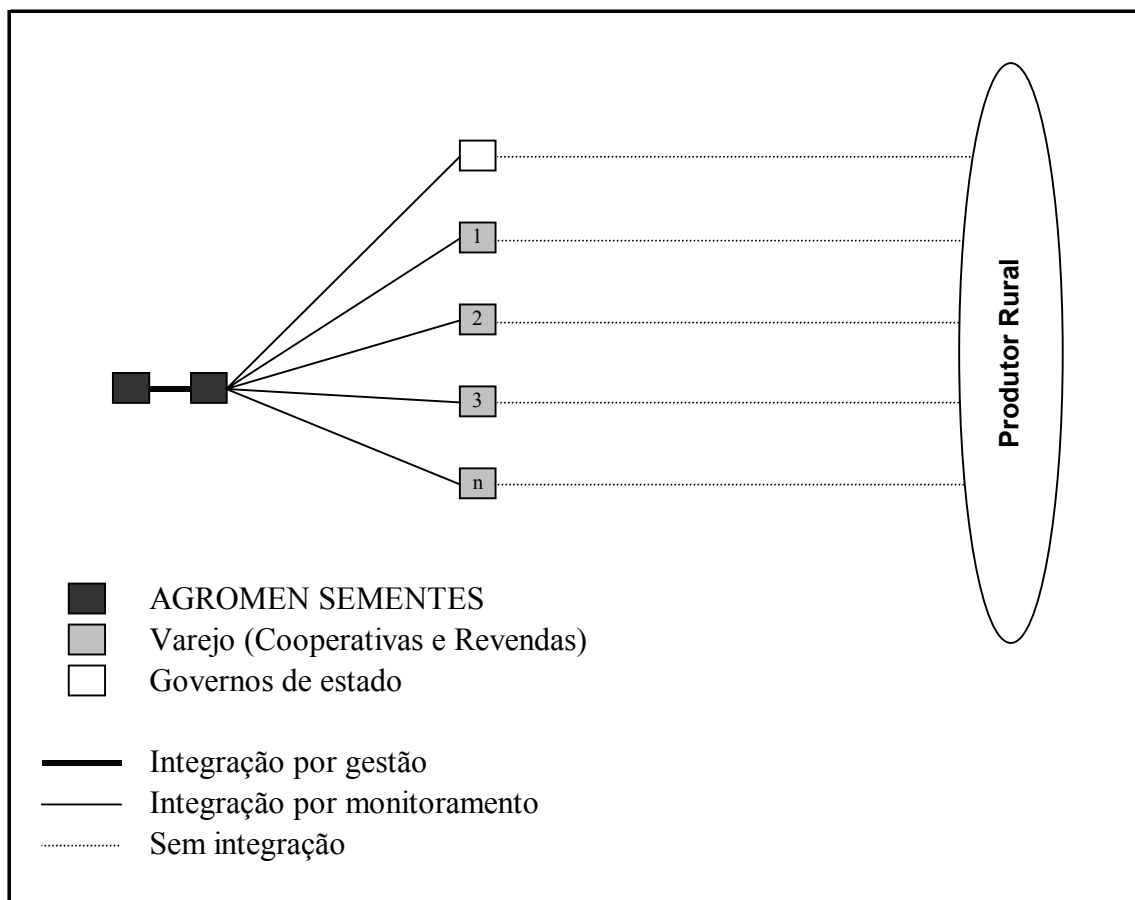 1
2
3
n
Produtor Rural
AGROMEN SEMENTES
Varejo (Cooperativas e Revendas)
Governos de estado
Integração por gestão
Integração por monitoramento
Sem integração